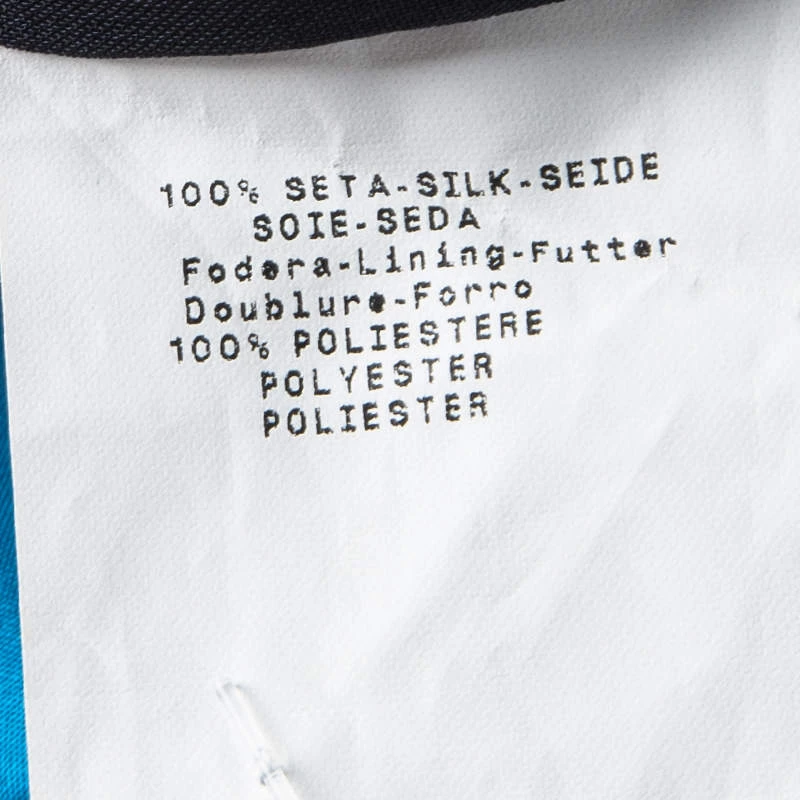 100% SETA-SILK-SEIDE
SOIE-SEDA
Fodera-Lining-Futter
Doublure-Forro
100% POLIESTERE
POLYESTER
POLIESTER